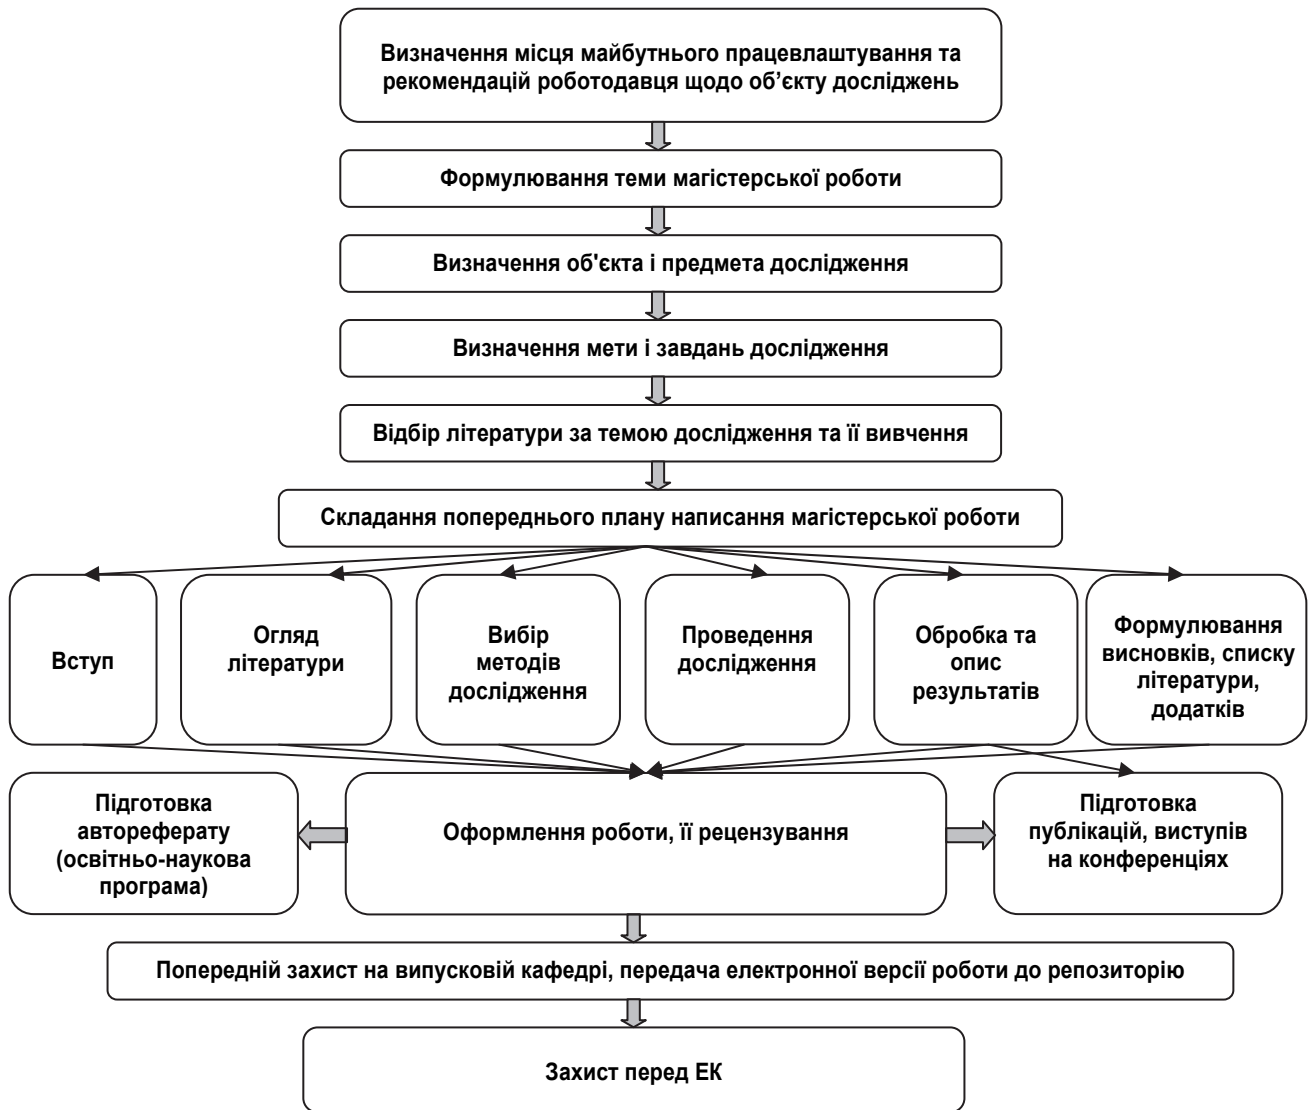 Визначення місця майбутнього працевлаштування та
рекомендацій роботодавця щодо об’єкту досліджень
Формулювання теми магістерської роботи
Визначення об'єкта і предмета дослідження
Визначення мети і завдань дослідження
Відбір літератури за темою дослідження та її вивчення
Складання попереднього плану написання магістерської роботи
Вступ
Огляд
літератури
Вибір
методів
дослідження
Проведення
дослідження
Обробка та
опис
результатів
Формулювання
висновків, списку
літератури,
додатків
Підготовка
автореферату
(освітньо-наукова
програма)
Оформлення роботи, її рецензування
Підготовка
публікацій, виступів
на конференціях
Попередній захист на випусковій кафедрі, передача електронної версії роботи до репозиторію
Захист перед ЕК